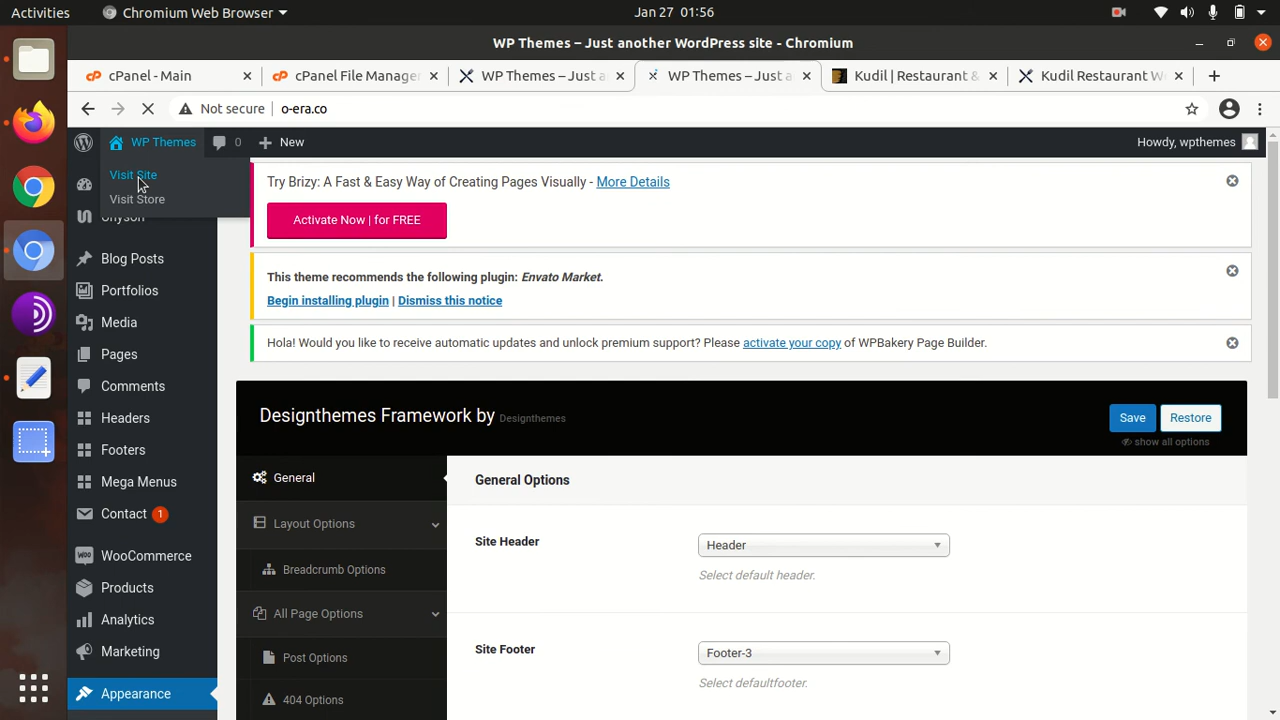 Activities
Chromium Web Browser
Jan 27 01:56
WP Themes – Just another WordPress site - Chromium
cPanel - Main
cPanel File Manage
WP Themes – Just a
WP Themes – Just a
Kudil | Restaurant &
Kudil Restaurant W
Not secure
o-era.co
WP Themes
0
New
Howdy, wpthemes
Visit Site
Visit Store
Unyson
Blog Posts
Portfolios
Media
Pages
Comments
Headers
Footers
Mega Menus
Contact 1
WooCommerce
Products
Analytics
Marketing
Appearance
Try Brizy: A Fast & Easy Way of Creating Pages Visually - More Details
Activate Now | for FREE
This theme recommends the following plugin: Envato Market.
Begin installing plugin | Dismiss this notice
Hola! Would you like to receive automatic updates and unlock premium support? Please activate your copy of WPBakery Page Builder.
Designthemes Framework by Designthemes
Save
Restore
show all options
General
Layout Options
Breadcrumb Options
All Page Options
Post Options
404 Options
General Options
Site Header
Header
Select default header.
Site Footer
Footer-3
Select defaultfooter.